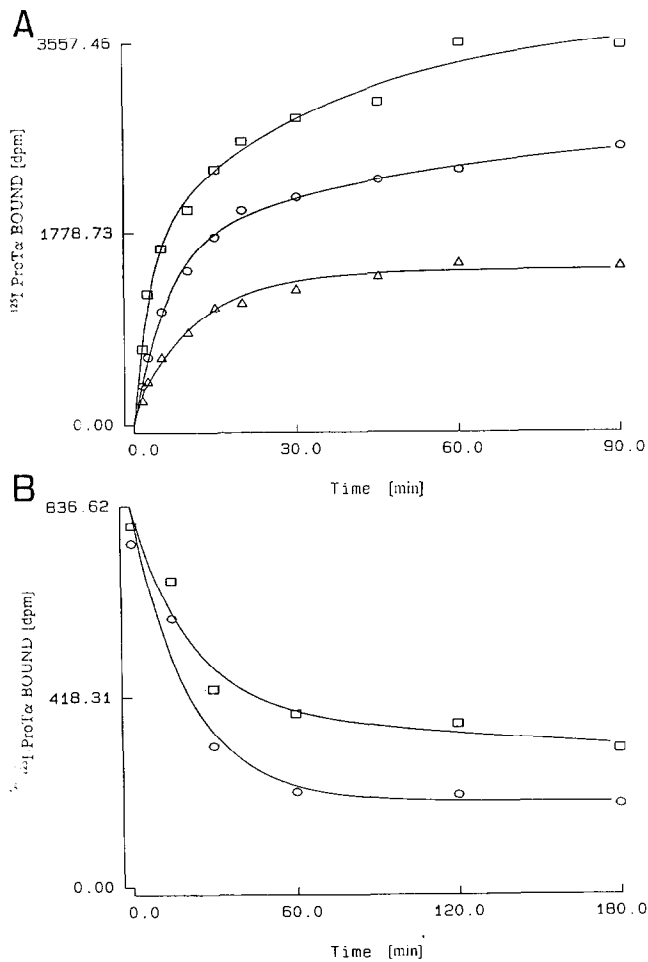 A
3557.46
¹²⁵I ProTα BOUND [dpm]
1778.73
0.00
0.0 30.0 60.0 90.0
Time [min]
B
836.62
¹²⁵I ProTα BOUND [dpm]
418.31
0.00
0.0 60.0 120.0 180.0
Time [min]